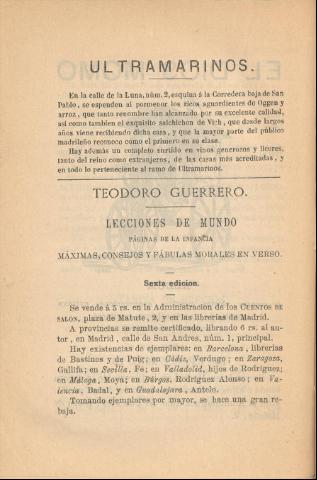 ULTRAMARINOS.
En la calle de la Luna, núm. 2, esquina á la Corredera baja de San
Pablo, se espenden al pormenor los ricos aguardientes de Oggen y
arroz, que tanto renombre han alcanzado por su excelente calidad,
así como tambien el exquisito salchichon de Vich, que desde largos
años viene recibiendo dicha casa, y que la mayor parte del público
madrileño reconoce como el primero en su clase.
Hay además un completo surtido en vinos generosos y licores,
tanto del reino como extranjeros, de las casas más acreditadas, y
en todo lo perteneciente al ramo de Ultramarinos.
TEODORO GUERRERO.
LECCIONES DE MUNDO
PÁGINAS DE LA INFANCIA
MÁXIMAS, CONSEJOS Y FÁBULAS MORALES EN VERSO.
Sexta edicion.
Se vende á 5 rs. en la Administracion de los CUENTOS DE
SALON, plaza de Matute, 2, y en las librerías de Madrid.
A provincias se remite certificado, librando 6 rs. al au-
tor, en Madrid, calle de San Andres, núm. 1, principal.
Hay existencias de ejemplares: en Barcelona, librerías
de Bastinos y de Puig; en Cádiz, Verdugo; en Zaragoza,
Gallifa; en Sevilla, Fé; en Valladolid, hijos de Rodriguez;
en Málaga, Moya; en Búrgos, Rodriguez Alonso; en Va-
lencia, Badal, y en Guadalajara, Antelo.
Tomando ejemplares por mayor, se hace una gran re-
baja.